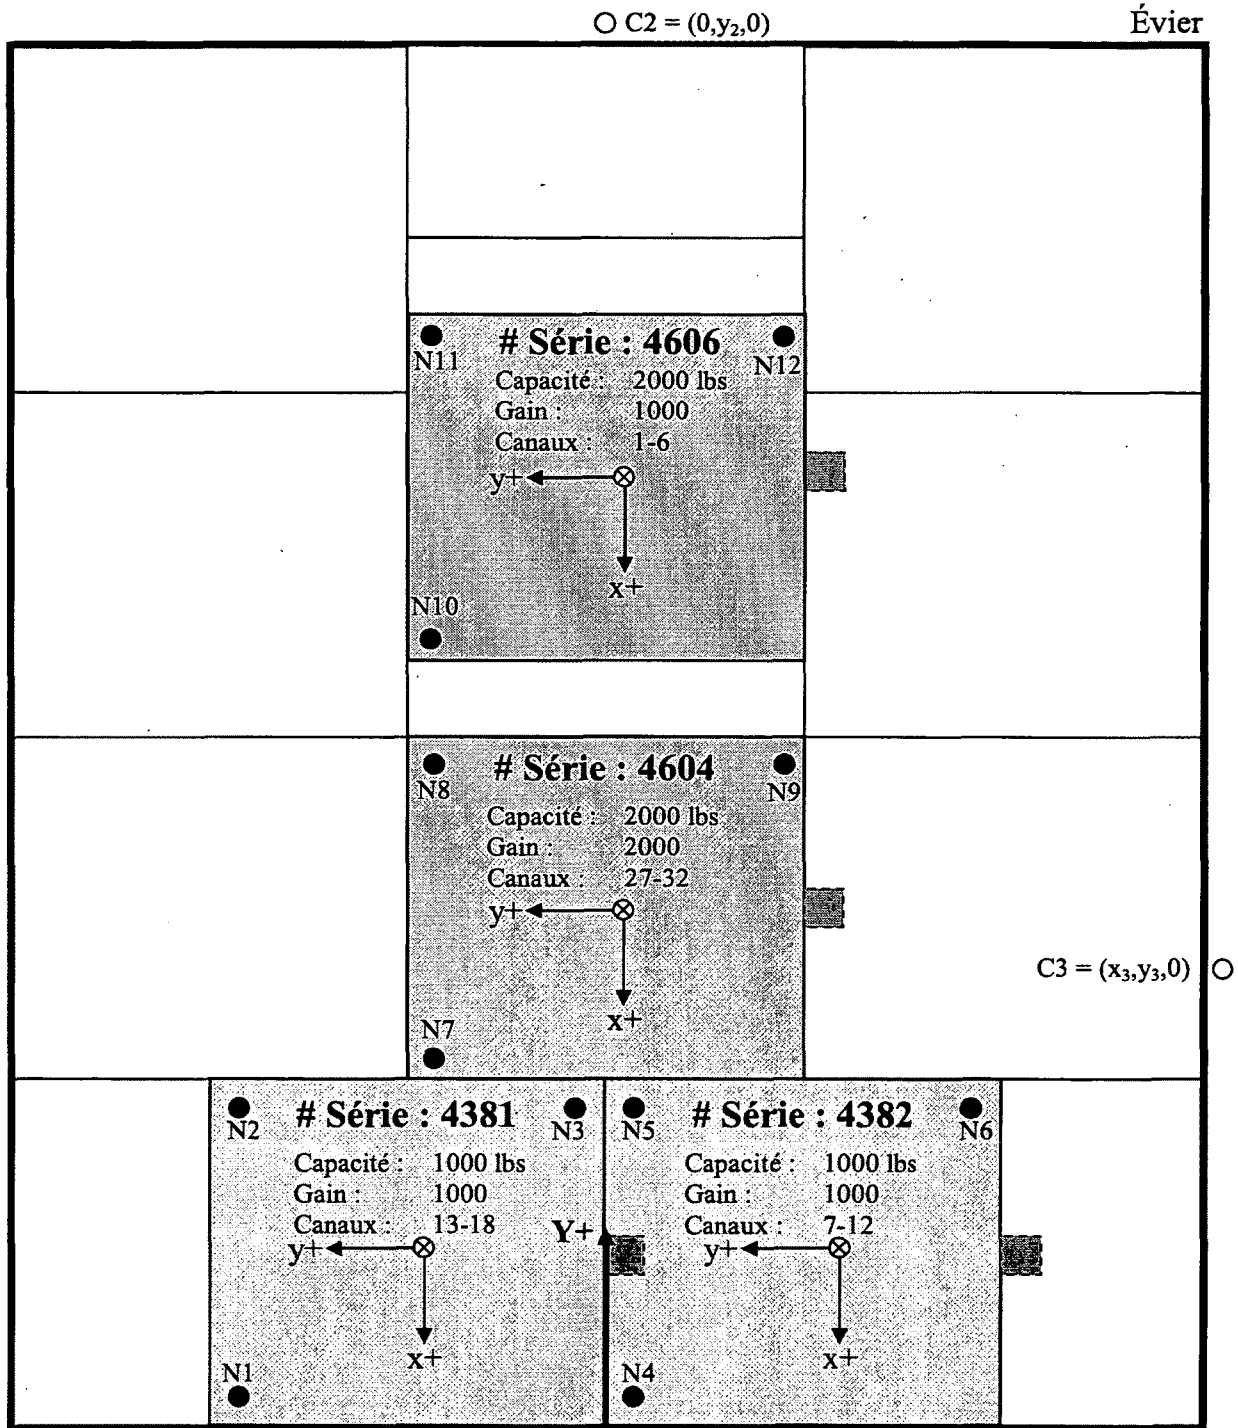 C2 = (0,y₂,0)
Évier
# Série : 4606
N11
N12
Capacité : 2000 lbs
Gain : 1000
Canaux : 1-6
y+
x+
N10
# Série : 4604
N8
N9
Capacité : 2000 lbs
Gain : 2000
Canaux : 27-32
y+
C3 = (x₃,y₃,0)
x+
N7
# Série : 4381
N2
N3
Capacité : 1000 lbs
Gain : 1000
Canaux : 13-18
y+
x+
N1
Y+
# Série : 4382
N5
N6
Capacité : 1000 lbs
Gain : 1000
Canaux : 7-12
y+
x+
N4